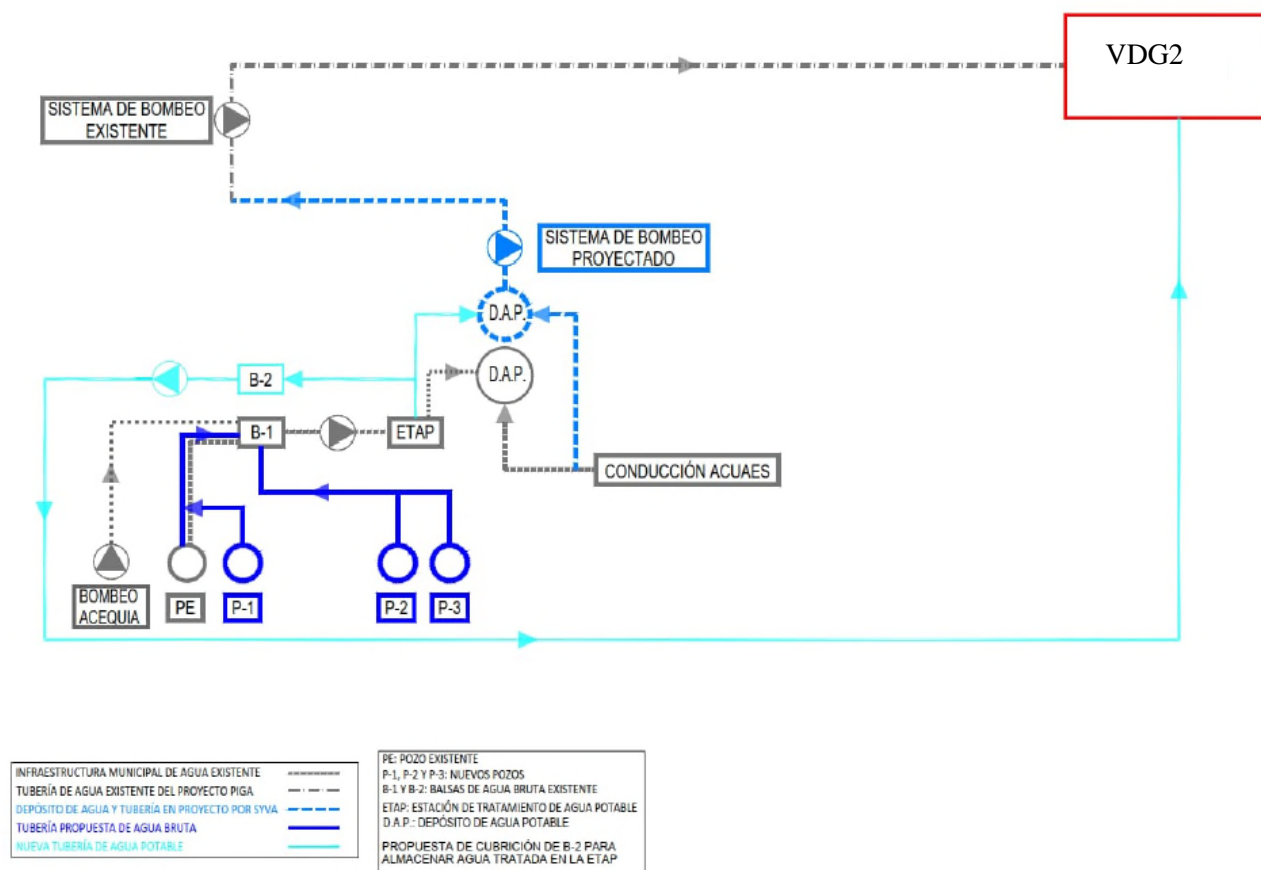 VDG2
SISTEMA DE BOMBEO
EXISTENTE
SISTEMA DE BOMBEO
PROYECTADO
D.A.P.
D.A.P.
B-2
B-1
ETAP
CONDUCCIÓN ACUAES
BOMBEO
ACEQUIA
PE
P-1
P-2
P-3
INFRAESTRUCTURA MUNICIPAL DE AGUA EXISTENTE
TUBERÍA DE AGUA EXISTENTE DEL PROYECTO PIGA
DEPÓSITO DE AGUA Y TUBERÍA EN PROYECTO POR SYVA
TUBERÍA PROPUESTA DE AGUA BRUTA
NUEVA TUBERÍA DE AGUA POTABLE
PE: POZO EXISTENTE
P-1, P-2 Y P-3: NUEVOS POZOS
B-1 Y B-2: BALSAS DE AGUA BRUTA EXISTENTE
ETAP: ESTACIÓN DE TRATAMIENTO DE AGUA POTABLE
D.A.P.: DEPÓSITO DE AGUA POTABLE
PROPUESTA DE CUBRICIÓN DE B-2 PARA
ALMACENAR AGUA TRATADA EN LA ETAP